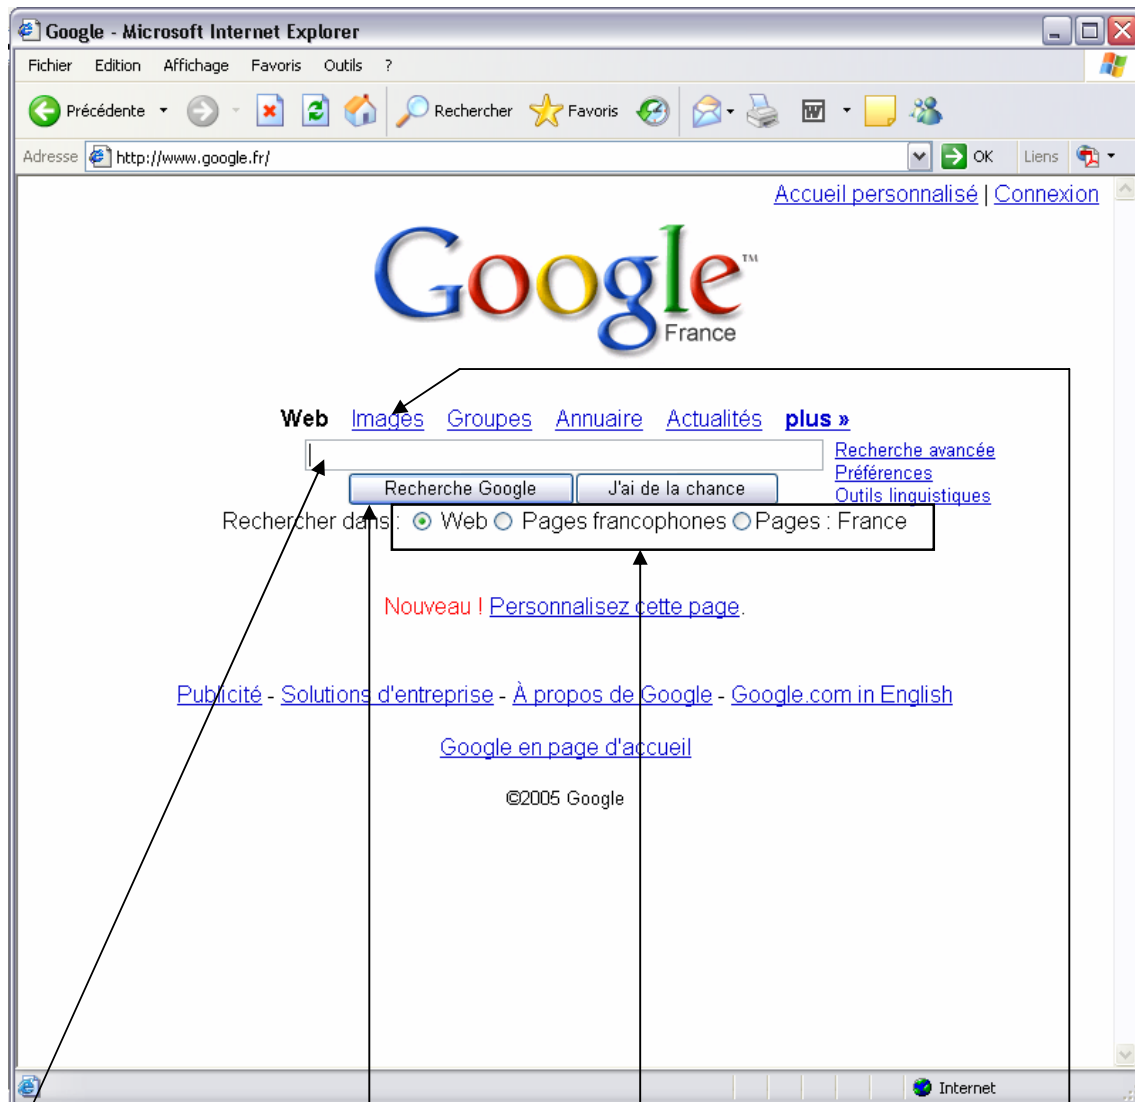 Google - Microsoft Internet Explorer
Fichier Edition Affichage Favoris Outils ?
Précédente Rechercher Favoris
Adresse http://www.google.fr/ OK Liens
Accueil personnalisé | Connexion
Google™
France
Web Images Groupes Annuaire Actualités plus »
Recherche avancée
Préférences
Recherche Google J'ai de la chance Outils linguistiques
Rechercher dans : Web Pages francophones Pages : France
Nouveau ! Personnalisez cette page.
Publicité - Solutions d'entreprise - À propos de Google - Google.com in English
Google en page d'accueil
©2005 Google
Internet